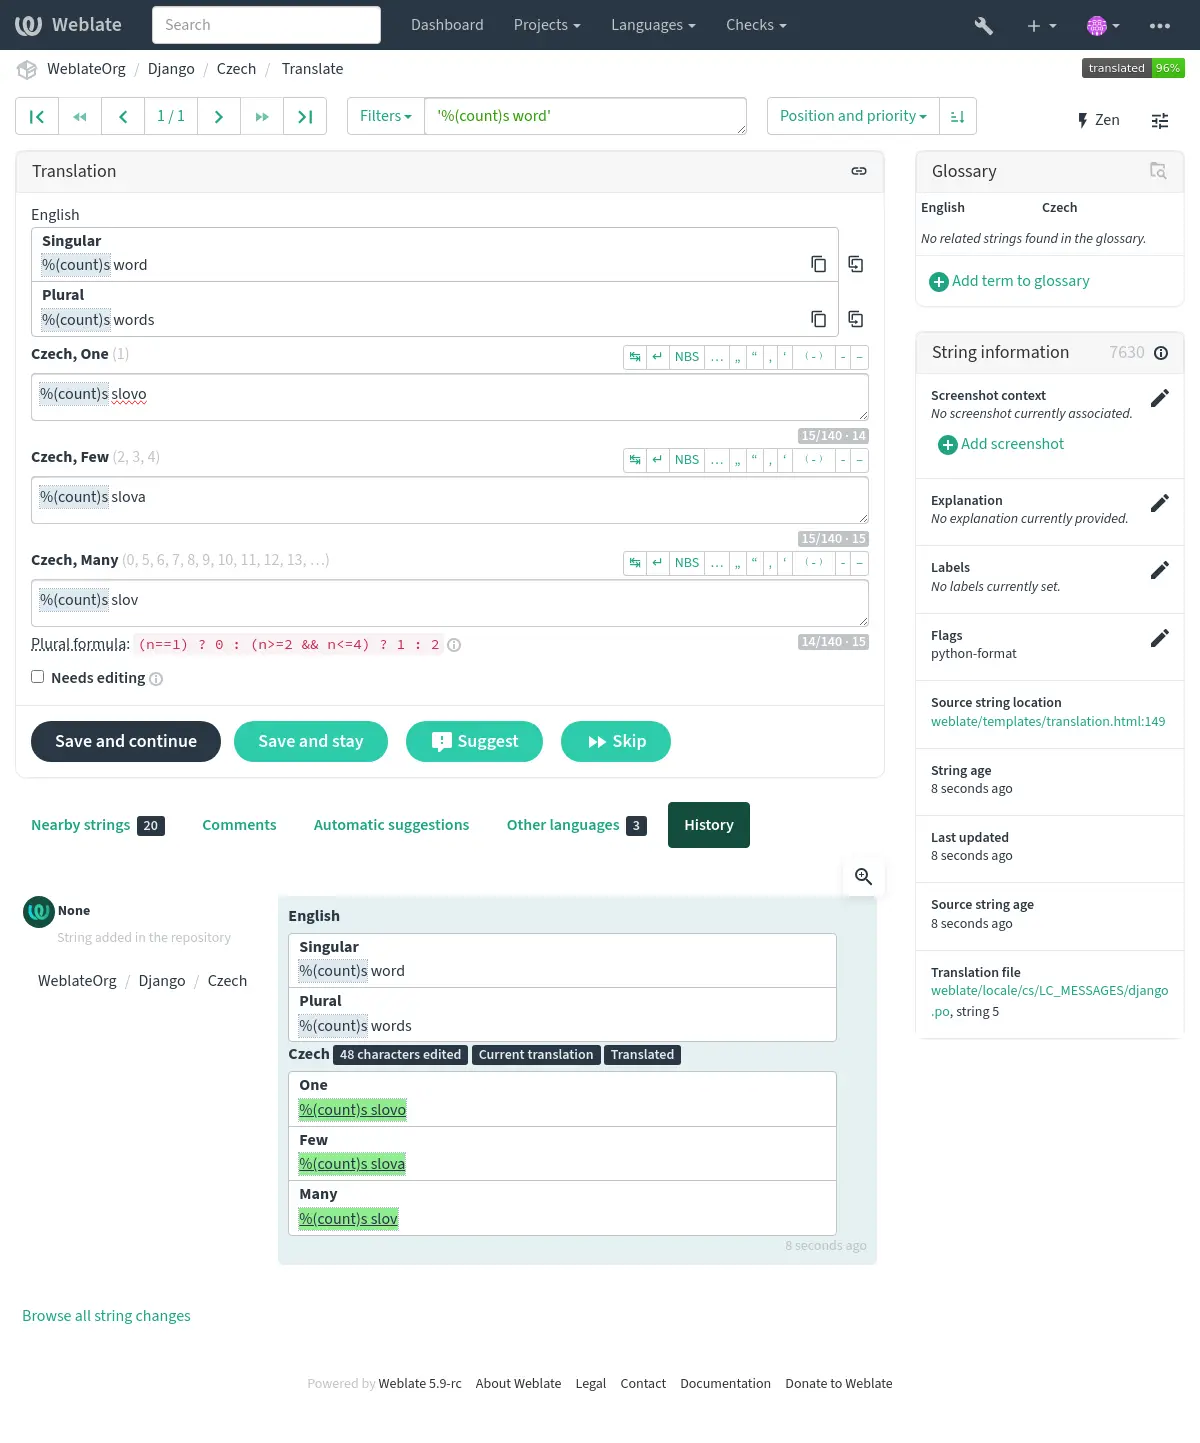 Weblate
Search
Dashboard
Projects
Languages
Checks
WeblateOrg / Django / Czech / Translate
translated 96%
1 / 1
Filters
'%(count)s word'
Position and priority
Zen
Translation
English
Singular
%(count)s word
Plural
%(count)s words
Czech, One (1)
NBS … „ “ ‚ ‘ (-) - –
%(count)s slovo
15/140 · 14
Czech, Few (2, 3, 4)
NBS … „ “ ‚ ‘ (-) - –
%(count)s slova
15/140 · 15
Czech, Many (0, 5, 6, 7, 8, 9, 10, 11, 12, 13, …)
NBS … „ “ ‚ ‘ (-) - –
%(count)s slov
14/140 · 15
Plural formula: (n==1) ? 0 : (n>=2 && n<=4) ? 1 : 2
Needs editing
Save and continue
Save and stay
Suggest
Skip
Glossary
English Czech
No related strings found in the glossary.
Add term to glossary
String information 7630
Screenshot context
No screenshot currently associated.
Add screenshot
Explanation
No explanation currently provided.
Labels
No labels currently set.
Flags
python-format
Source string location
weblate/templates/translation.html:149
String age
8 seconds ago
Last updated
8 seconds ago
Source string age
8 seconds ago
Translation file
weblate/locale/cs/LC_MESSAGES/django
.po, string 5
Nearby strings 20
Comments
Automatic suggestions
Other languages 3
History
None
String added in the repository
WeblateOrg / Django / Czech
English
Singular
%(count)s word
Plural
%(count)s words
Czech 48 characters edited Current translation Translated
One
%(count)s slovo
Few
%(count)s slova
Many
%(count)s slov
8 seconds ago
Browse all string changes
Powered by Weblate 5.9-rc About Weblate Legal Contact Documentation Donate to Weblate